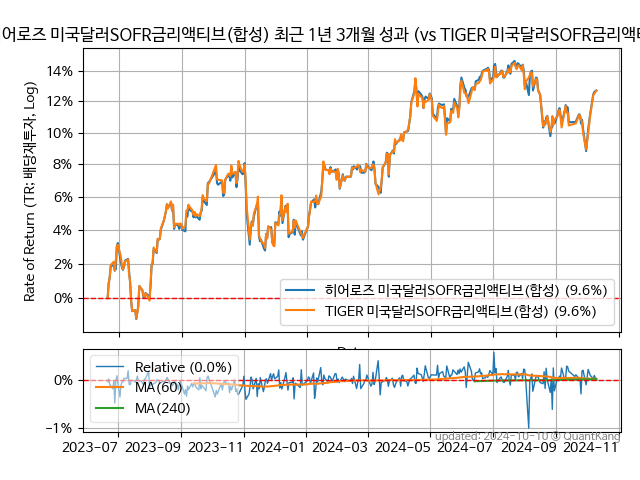 어로즈 미국달러SOFR금리액티브(합성) 최근 1년 3개월 성과 (vs TIGER 미국달러SOFR금리액티
Rate of Return (TR: 배당재투자, Log)
14%
12%
10%
8%
6%
4%
2%
0%
히어로즈 미국달러SOFR금리액티브(합성) (9.6%)
TIGER 미국달러SOFR금리액티브(합성) (9.6%)
0%
-1%
Relative (0.0%)
MA(60)
MA(240)
2023-07 2023-09 2023-11 2024-01 2024-03 2024-05 2024-07 2024-09 2024-11
updated: 2024-10-10 © QuantKang